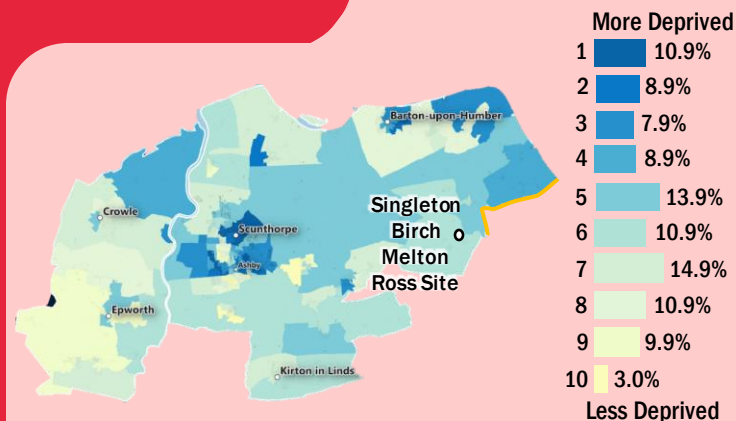 More Deprived
1 10.9%
2 8.9%
3 7.9%
4 8.9%
5 13.9%
6 10.9%
7 14.9%
8 10.9%
9 9.9%
10 3.0%
Less Deprived
Barton-upon-Humber
Crowle
Scunthorpe
Ashby
Singleton
Birch
Melton
Ross Site
Epworth
Kirton in Linds